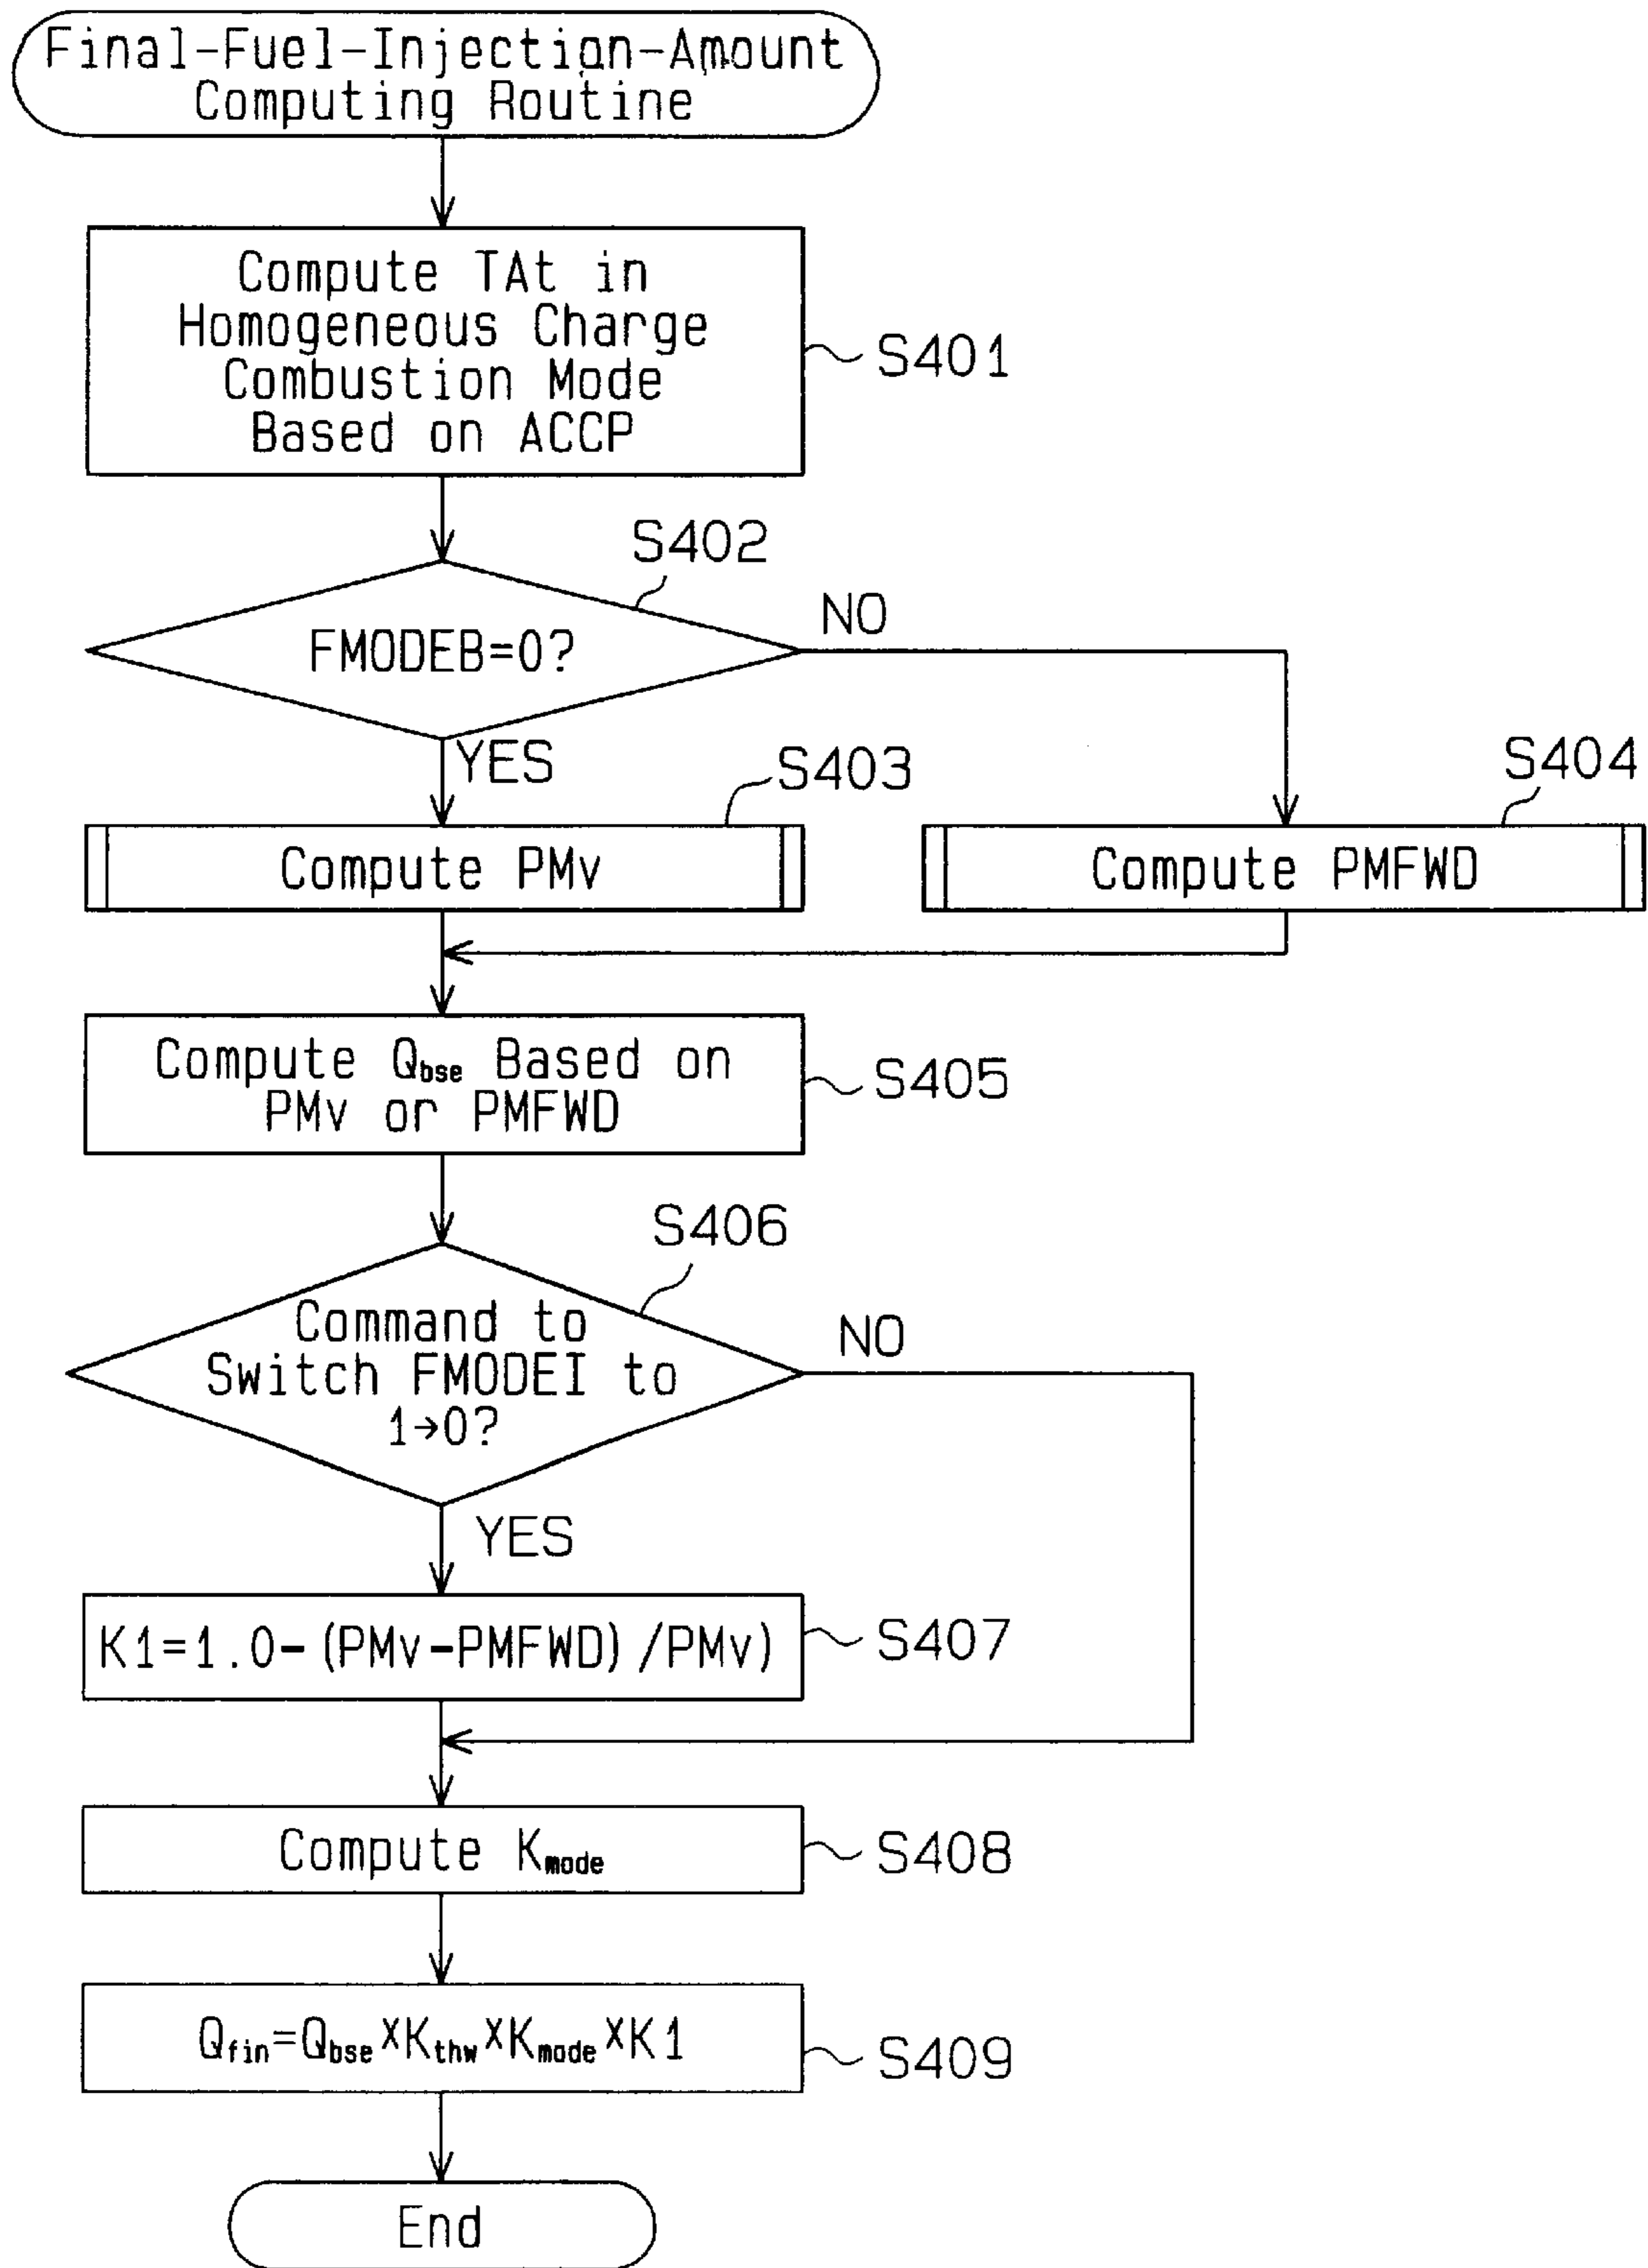 Final-Fuel-Injection-Amount
Computing Routine
Compute TAt in
Homogeneous Charge
Combustion Mode
Based on ACCP
S401
S402
FMODEB=0?
NO
YES
S403
S404
Compute PMv
Compute PMFWD
Compute Qbse Based on
PMv or PMFWD
S405
S406
Command to
Switch FMODEI to
1→0?
NO
YES
K1=1.0-(PMv-PMFWD)/PMv)
S407
Compute Kmode
S408
Qfin=Qbse×Kthw×Kmode×K1
S409
End